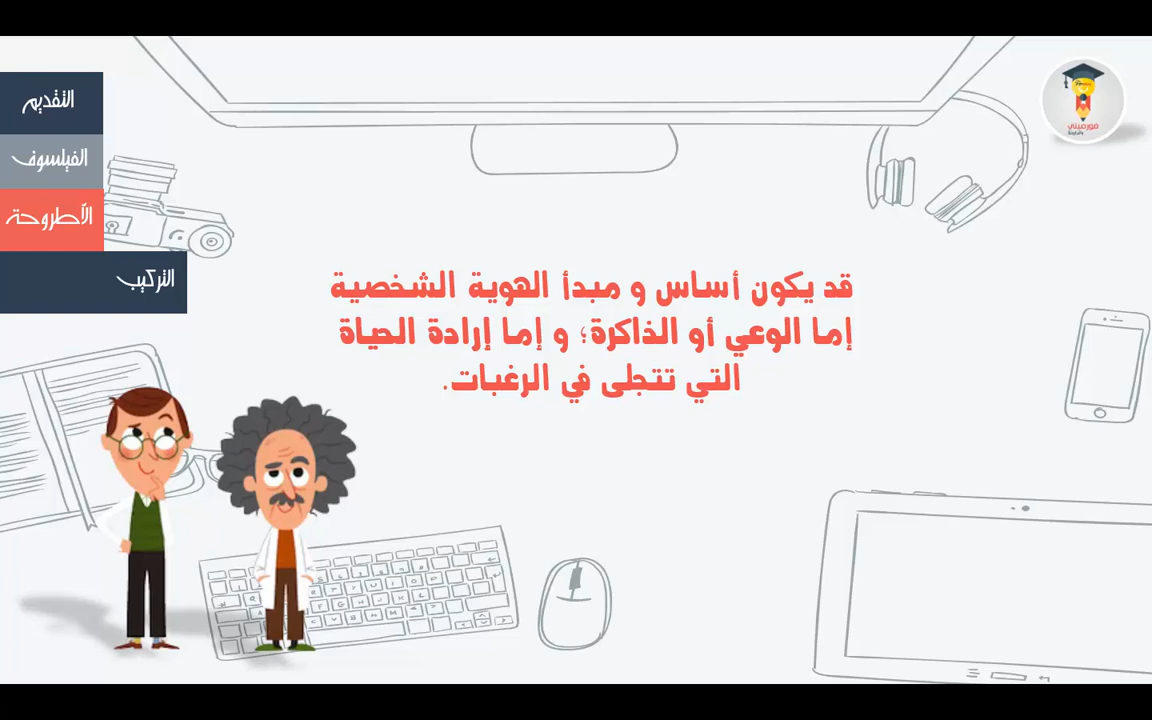 التقديم
الفيلسوف
الأطروحة
التركيب
قد يكون أساس و مبدأ الهوية الشخصية
إما الوعي أو الذاكرة؛ و إما إرادة الحياة
التي تتجلى في الرغبات.